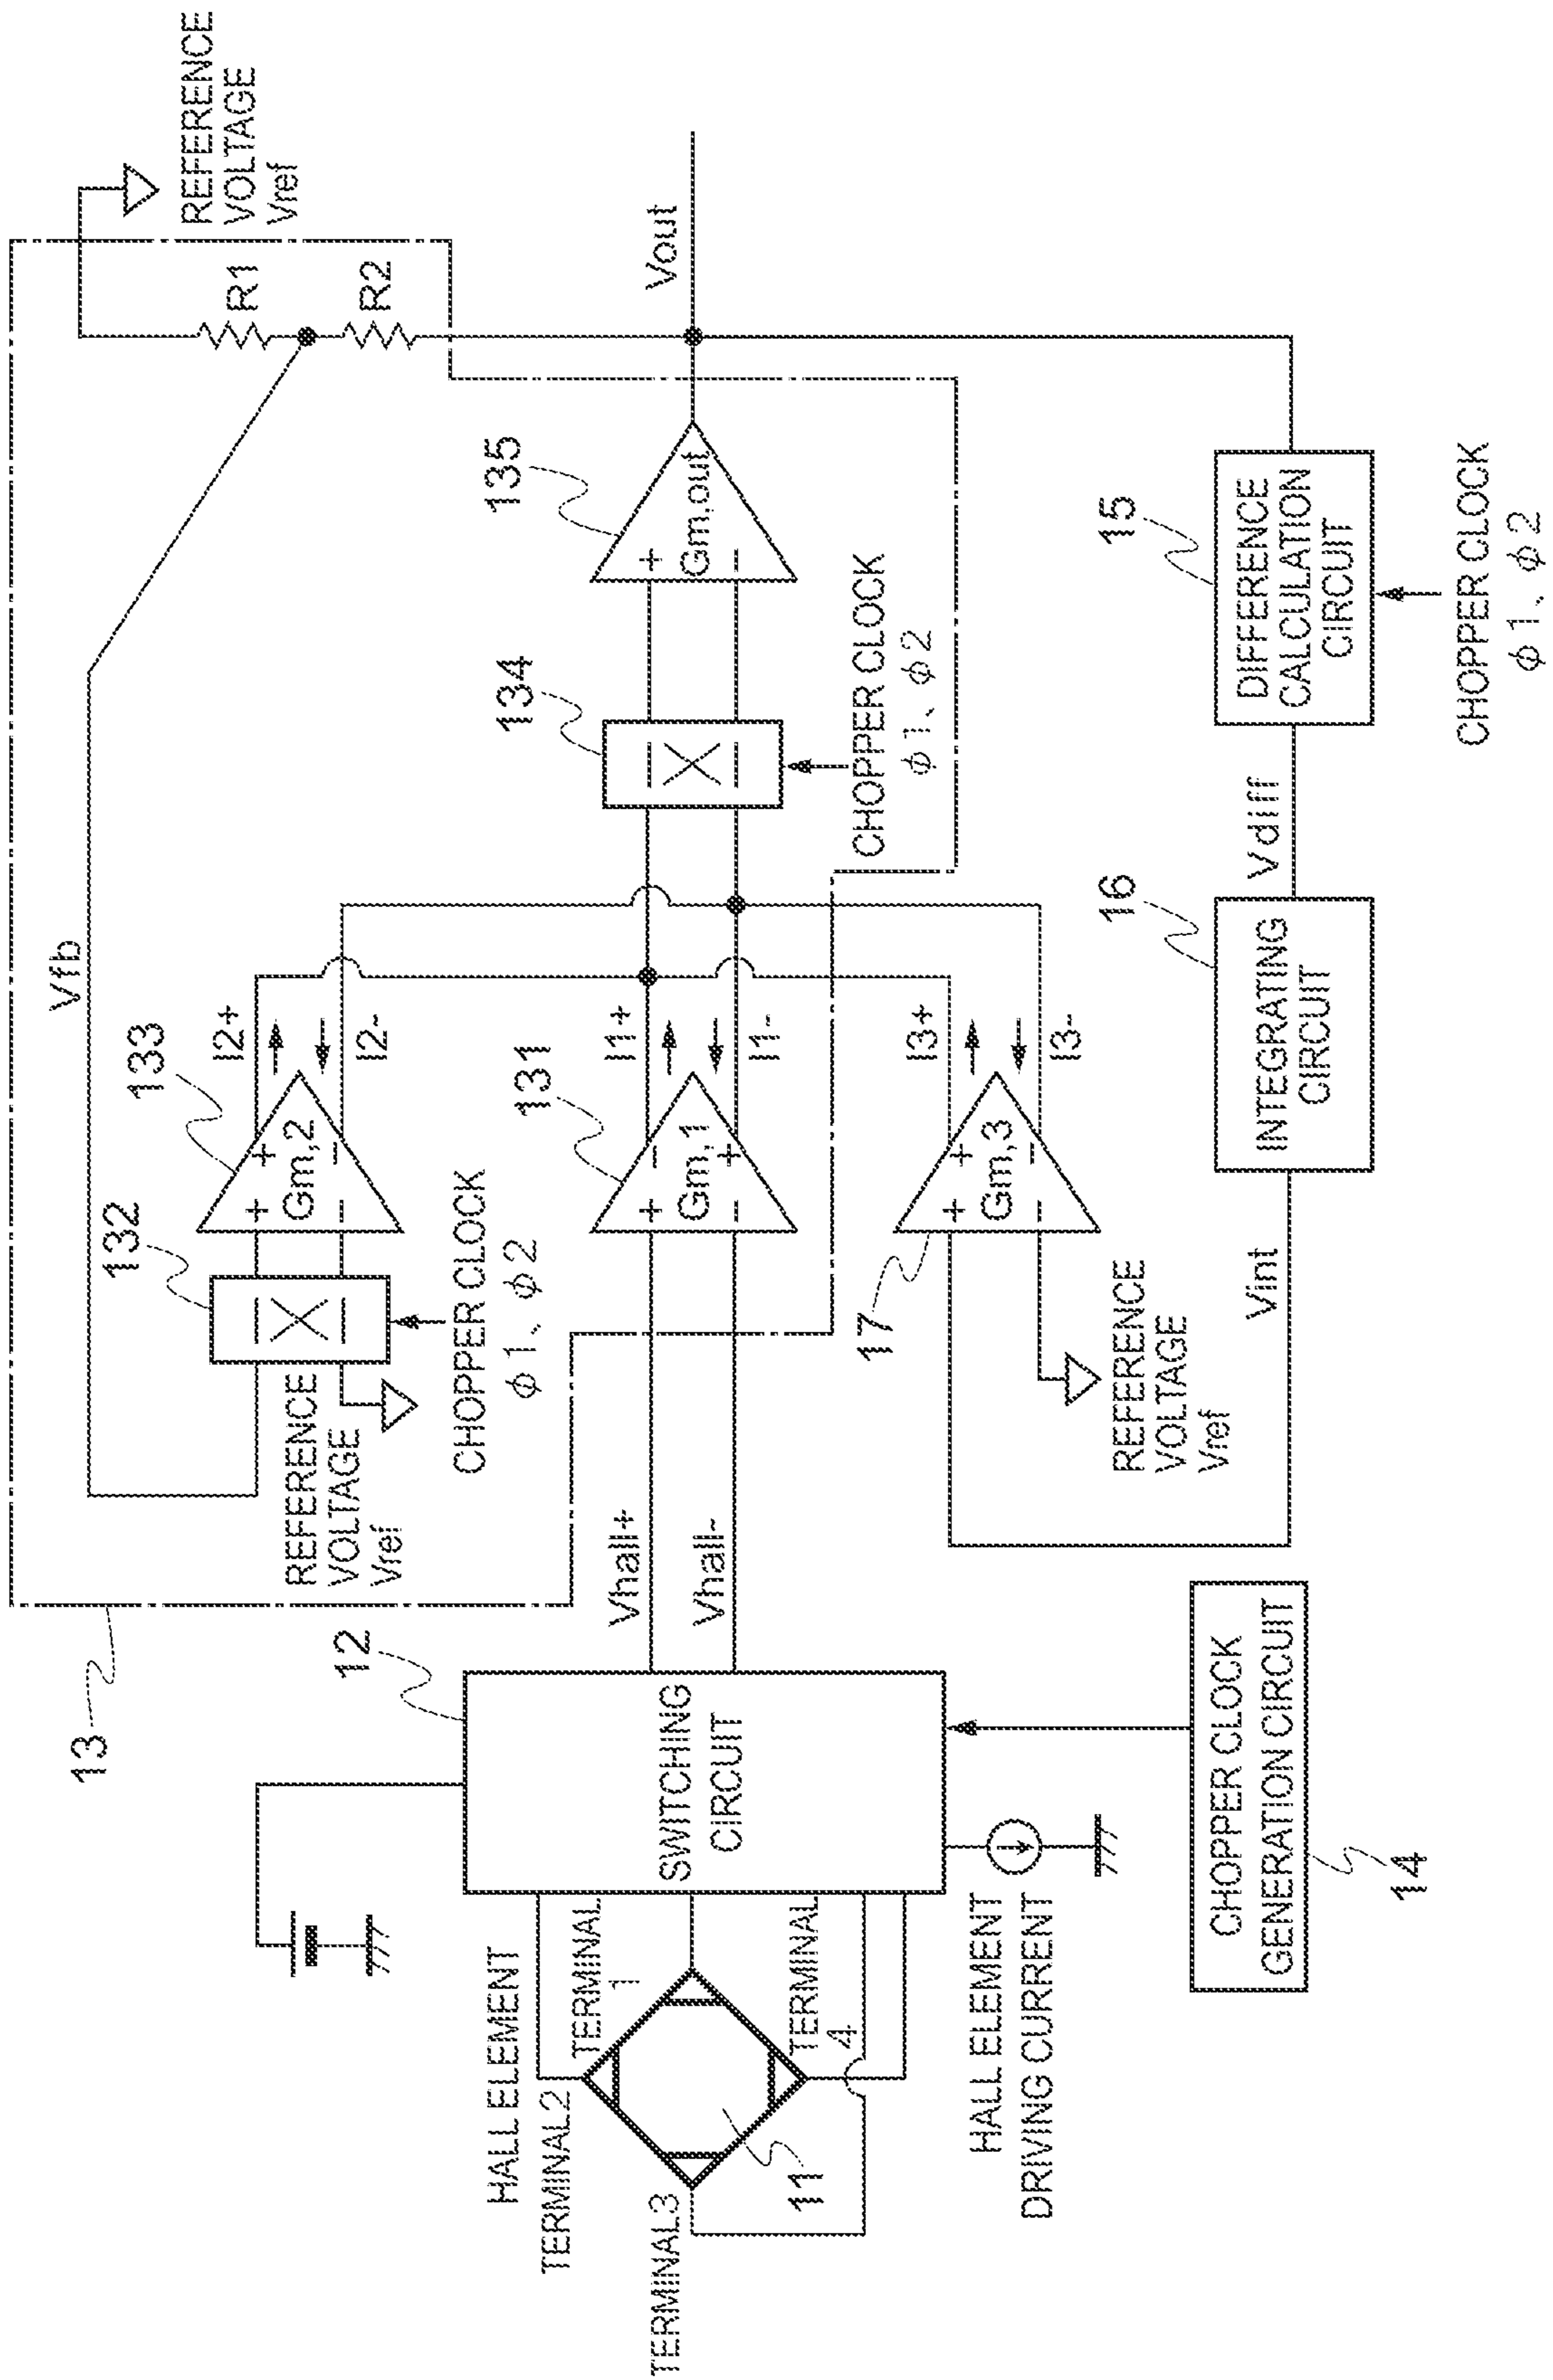 HALL ELEMENT
TERMINAL2
TERMINAL
1
TERMINAL3
TERMINAL
4
11
HALL ELEMENT
DRIVING CURRENT
12
SWITCHING
CIRCUIT
CHOPPER CLOCK
GENERATION CIRCUIT
14
13
Vhall+
Vhall-
Vfb
REFERENCE
VOLTAGE
Vref
132
CHOPPER CLOCK
φ1、φ2
133
+
-
Gm,2
+
-
I2+
I2-
131
+
-
Gm,1
-
+
I1+
I1-
17
+
-
Gm,3
+
-
I3+
I3-
REFERENCE
VOLTAGE
Vref
Vint
134
CHOPPER CLOCK
φ1、φ2
135
+
-
Gm,out
R1
R2
REFERENCE
VOLTAGE
Vref
Vout
16
INTEGRATING
CIRCUIT
Vdiff
15
DIFFERENCE
CALCULATION
CIRCUIT
CHOPPER CLOCK
φ1、φ2